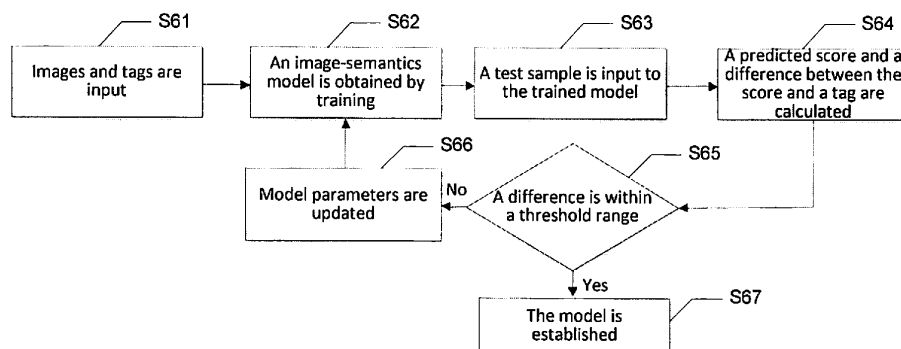 S61
S62
S63
S64
Images and tags are
input
An image-semantics
model is obtained by
training
A test sample is input to
the trained model
A predicted score and a
difference between the
score and a tag are
calculated
S66
S65
Model parameters are
updated
No
A difference is within
a threshold range
Yes
S67
The model is
established